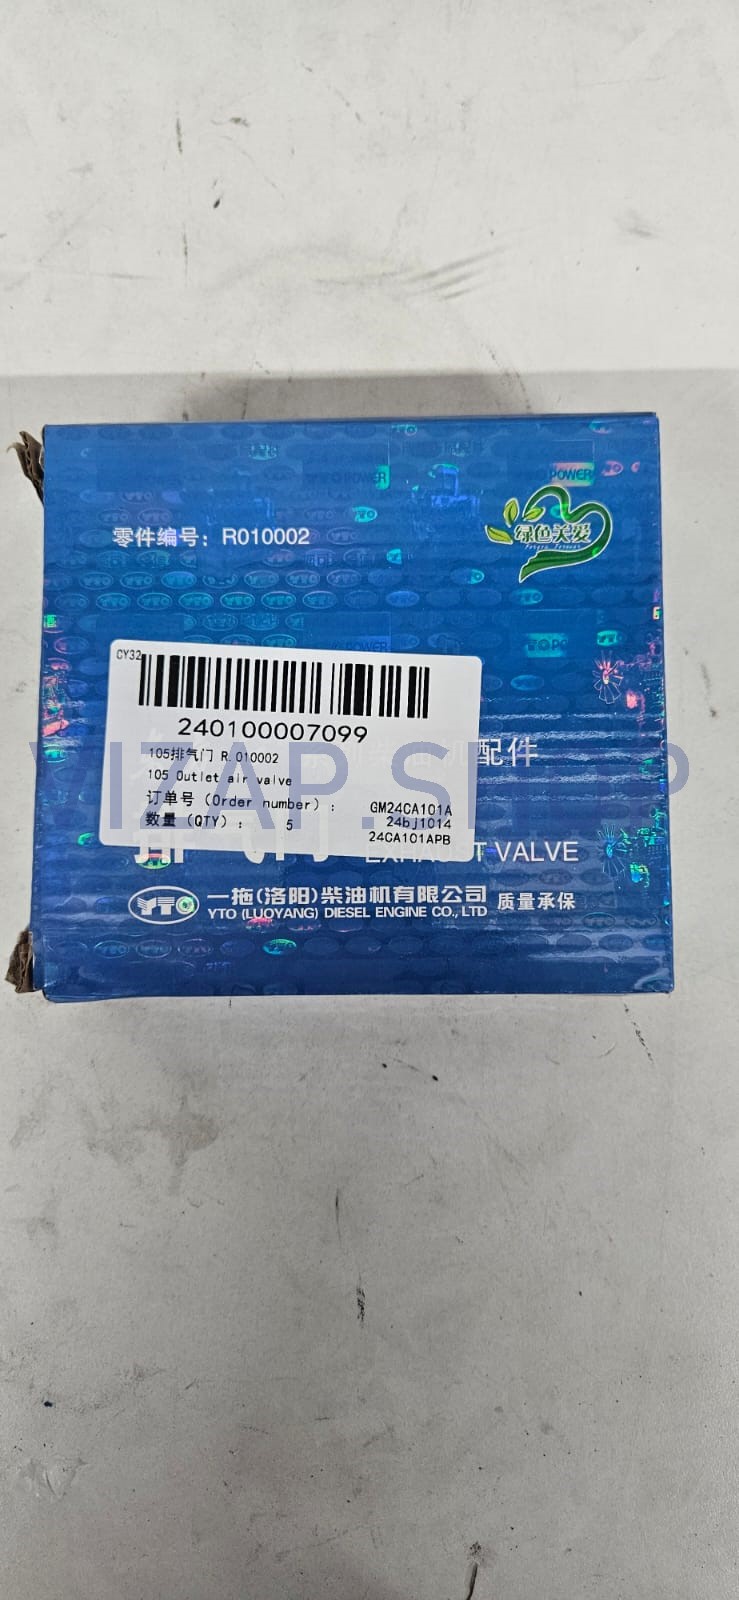 POWER
零件编号：R010002
绿色关爱
CY32
240100007099
105排气门 R.010002
105 Outlet air valve
配件
订单号（Order number）： GM24CA101A
24bj1014
数量（QTY）： 5
24CA101APB
VALVE
YTO 一拖(洛阳)柴油机有限公司 质量承保
YTO (LUOYANG) DIESEL ENGINE CO., LTD
VIZAP.SHOP